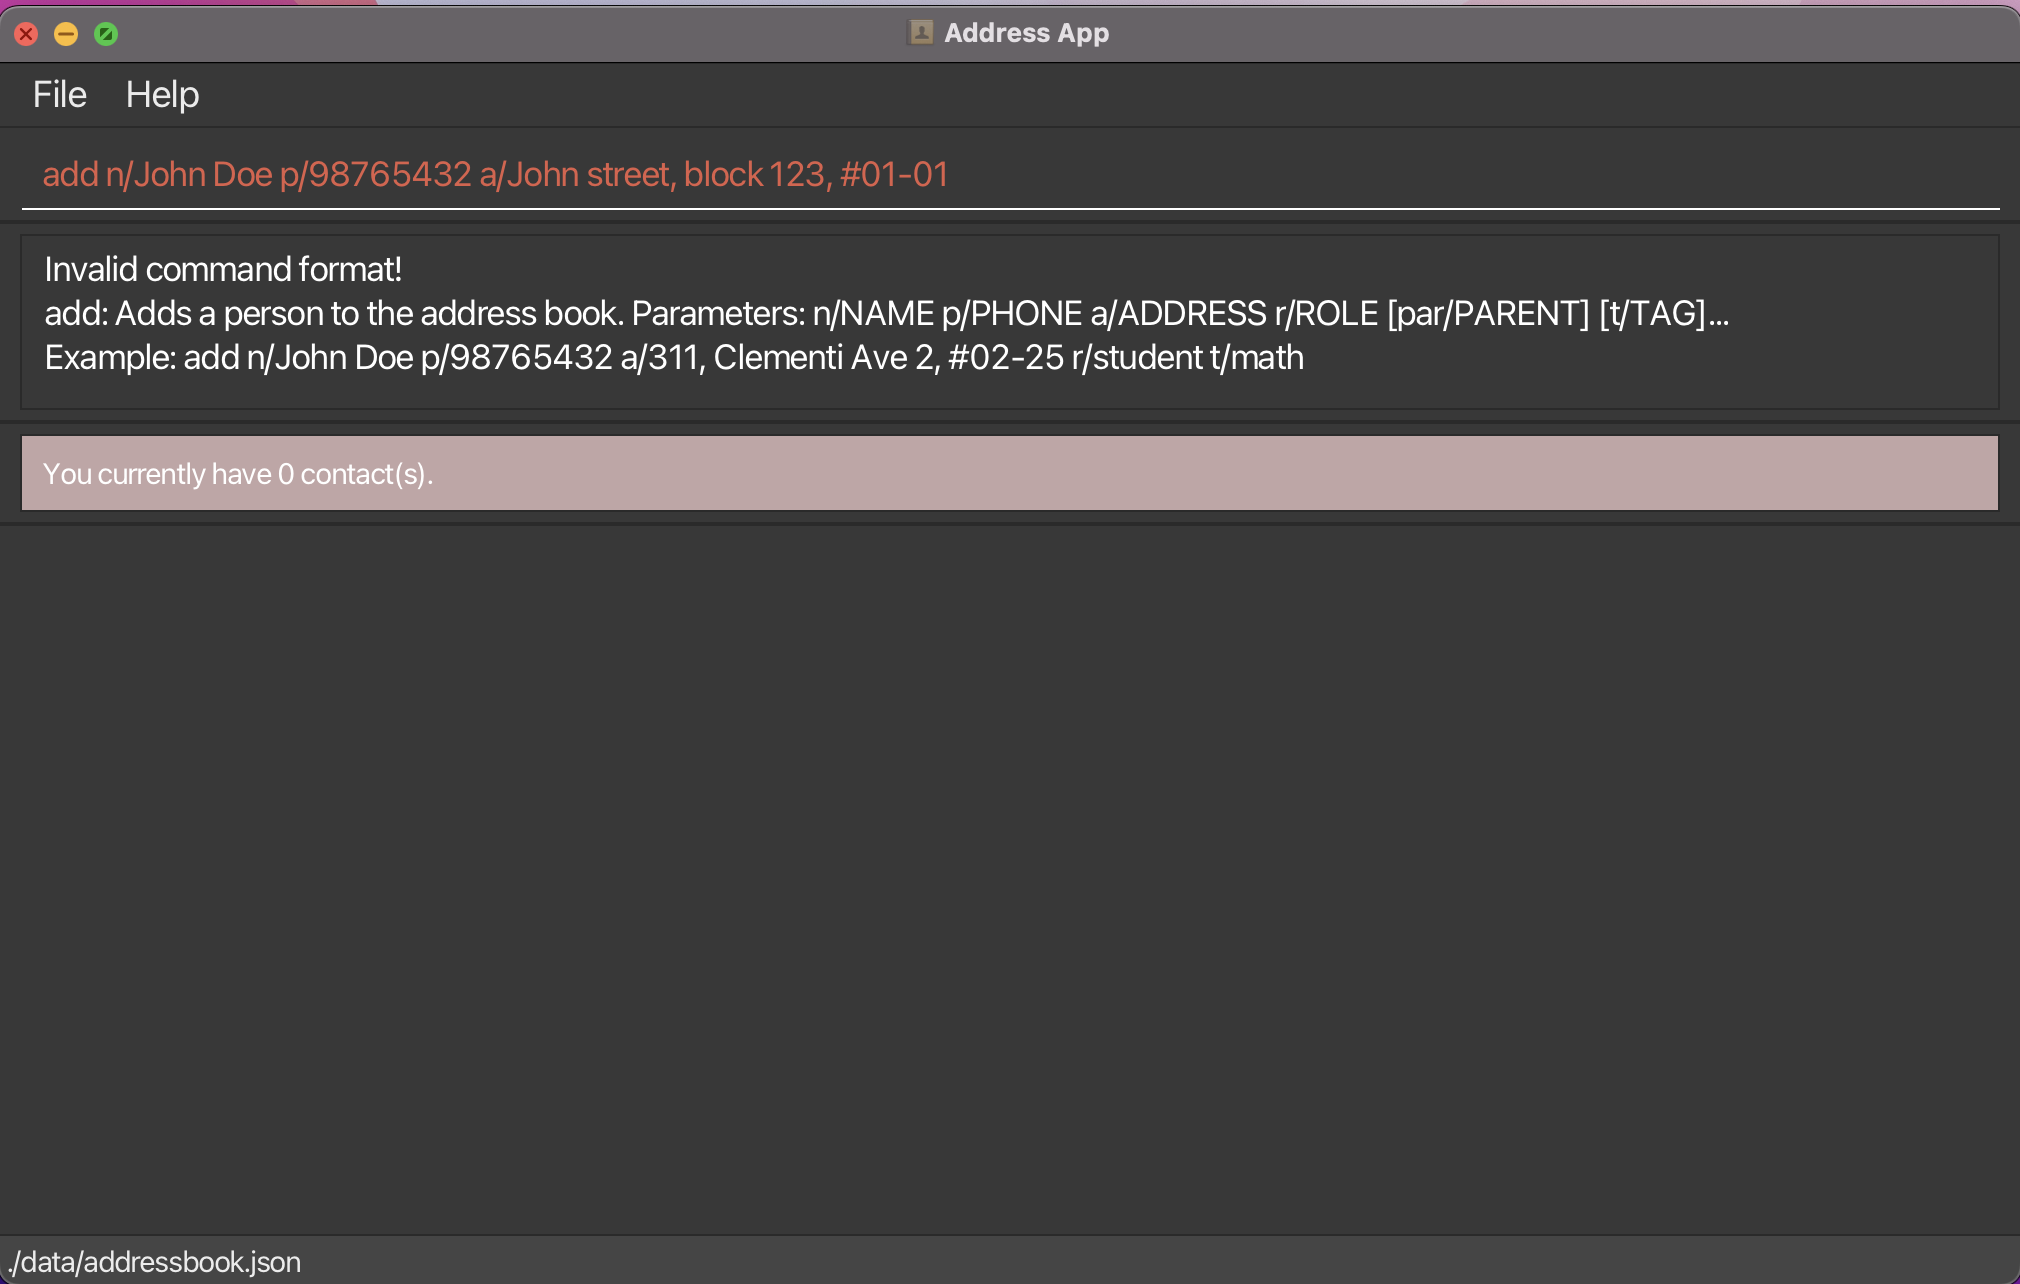 Address App
File Help
add n/John Doe p/98765432 a/John street, block 123, #01-01
Invalid command format!
add: Adds a person to the address book. Parameters: n/NAME p/PHONE a/ADDRESS r/ROLE [par/PARENT] [t/TAG]...
Example: add n/John Doe p/98765432 a/311, Clementi Ave 2, #02-25 r/student t/math
You currently have 0 contact(s).
./data/addressbook.json